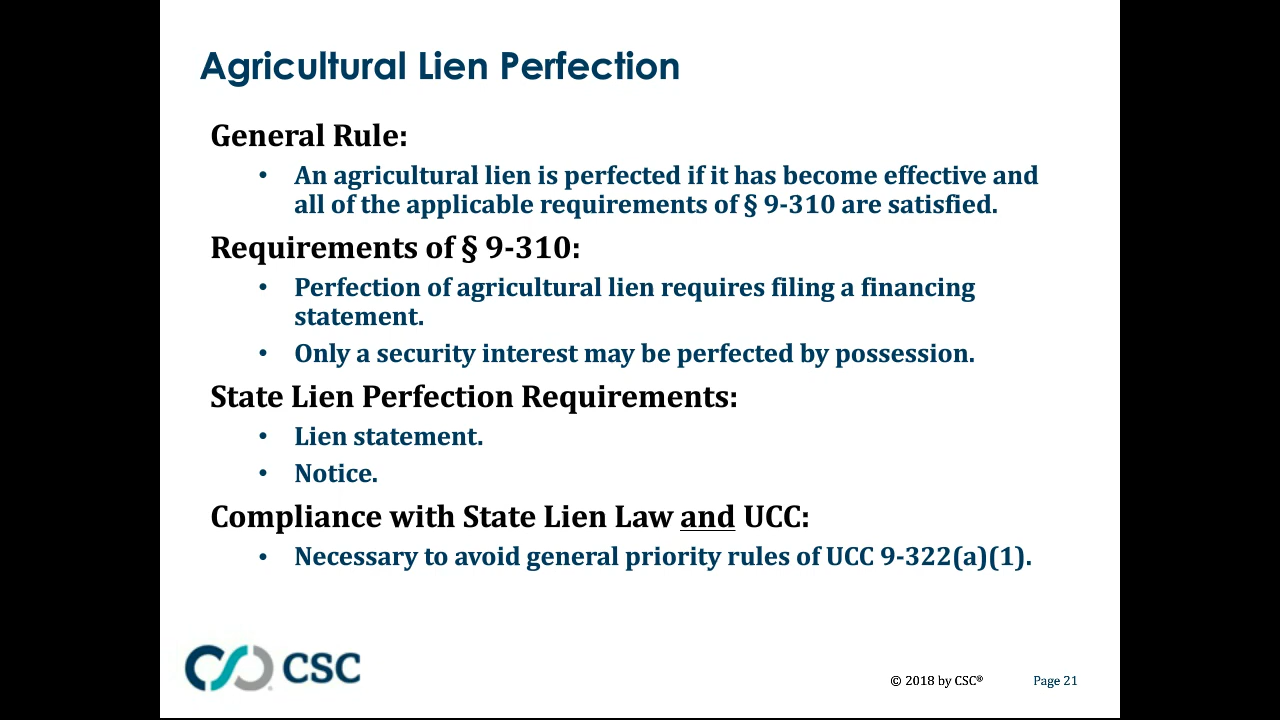 Agricultural Lien Perfection
General Rule:
• An agricultural lien is perfected if it has become effective and
all of the applicable requirements of § 9-310 are satisfied.
Requirements of § 9-310:
• Perfection of agricultural lien requires filing a financing
statement.
• Only a security interest may be perfected by possession.
State Lien Perfection Requirements:
• Lien statement.
• Notice.
Compliance with State Lien Law and UCC:
• Necessary to avoid general priority rules of UCC 9-322(a)(1).
CSC
© 2018 by CSC® Page 21